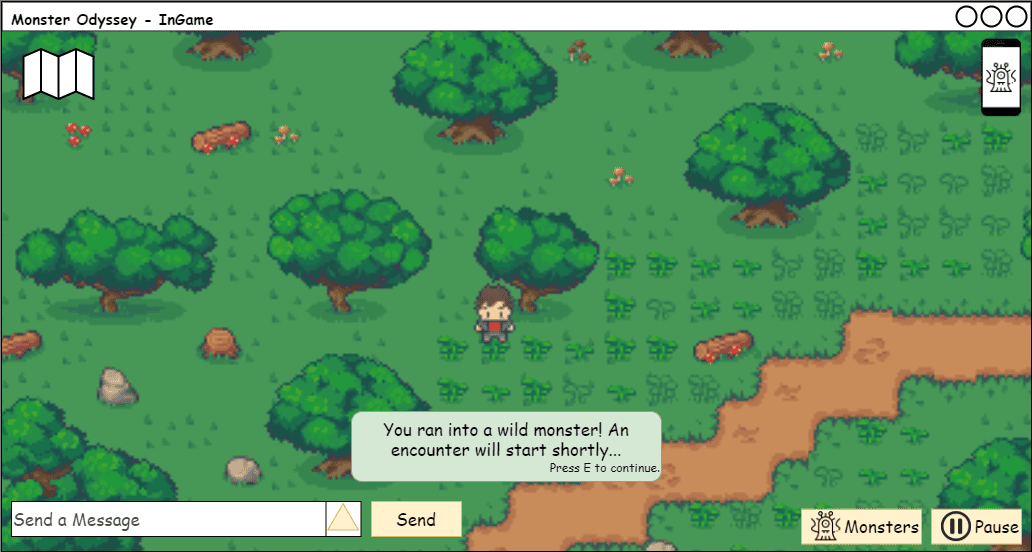 Monster Odyssey - InGame
You ran into a wild monster! An
encounter will start shortly...
Press E to continue.
Send a Message
Send
Monsters
Pause